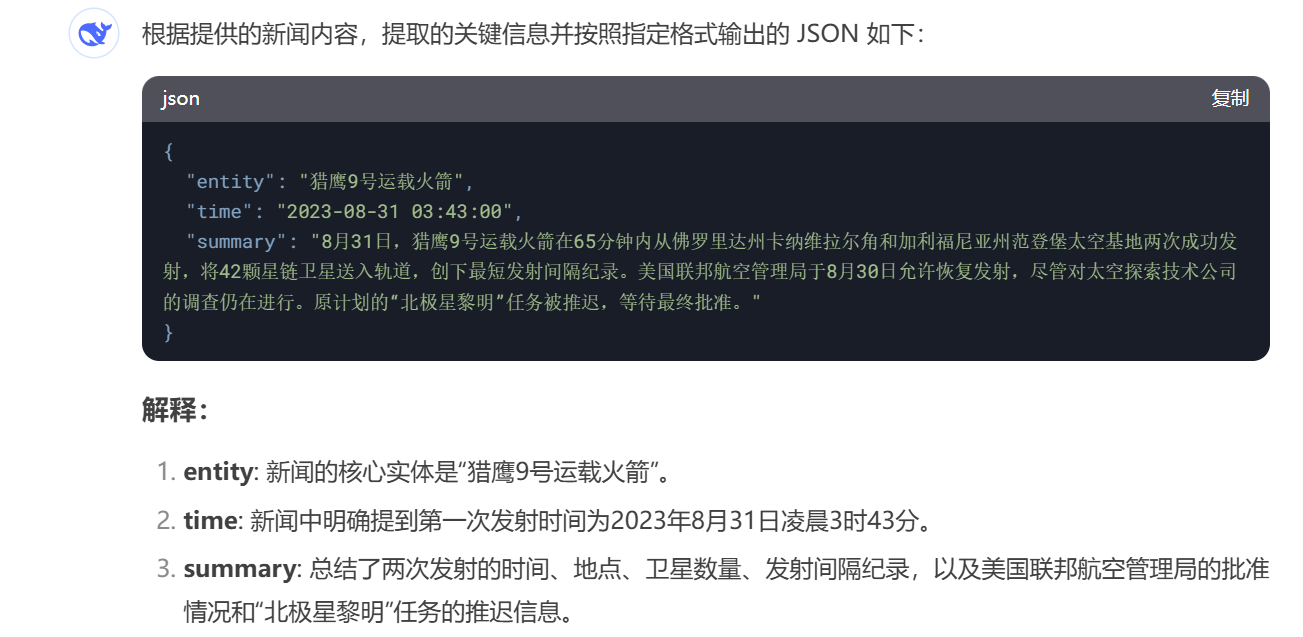 根据提供的新闻内容，提取的关键信息并按照指定格式输出的 JSON 如下：
json 复制
{
"entity": "猎鹰9号运载火箭",
"time": "2023-08-31 03:43:00",
"summary": "8月31日，猎鹰9号运载火箭在65分钟内从佛罗里达州卡纳维拉尔角和加利福尼亚州范登堡太空基地两次成功发
射，将42颗星链卫星送入轨道，创下最短发射间隔纪录。美国联邦航空管理局于8月30日允许恢复发射，尽管对太空探索技术公司
的调查仍在进行。原计划的“北极星黎明”任务被推迟，等待最终批准。"
}
解释：
1. entity: 新闻的核心实体是“猎鹰9号运载火箭”。
2. time: 新闻中明确提到第一次发射时间为2023年8月31日凌晨3时43分。
3. summary: 总结了两次发射的时间、地点、卫星数量、发射间隔纪录，以及美国联邦航空管理局的批准
情况和“北极星黎明”任务的推迟信息。